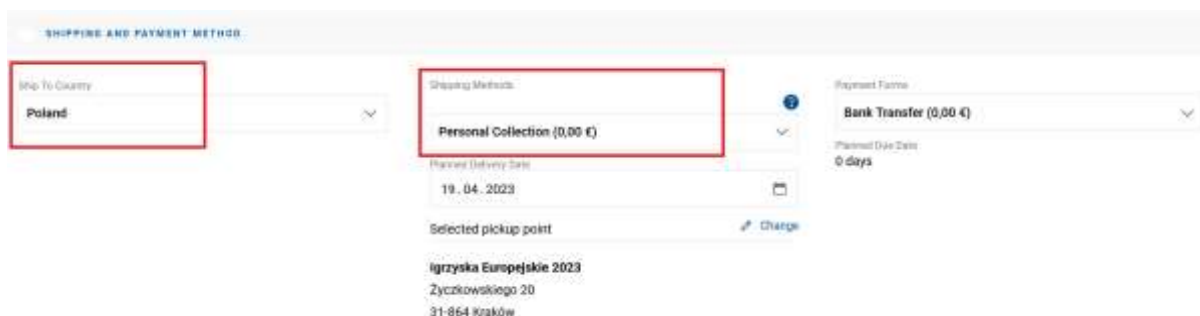 SHIPPING AND PAYMENT METHOD
Ship To Country
Poland
Shipping Methods
Personal Collection (0,00 €)
Planned Delivery Date
19.04.2023
Selected pickup point
Change
Igrzyska Europejskie 2023
Życzkowskiego 20
31-864 Kraków
Payment Forms
Bank Transfer (0,00 €)
Planned Due Date
0 days